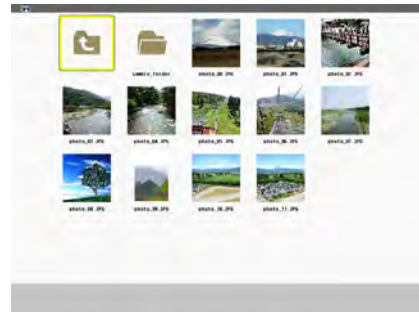 sample_folder photo_00.JPG photo_01.JPG photo_02.JPG
photo_03.JPG photo_04.JPG photo_05.JPG photo_06.JPG photo_07.JPG
photo_08.JPG photo_09.JPG photo_10.JPG photo_11.JPG